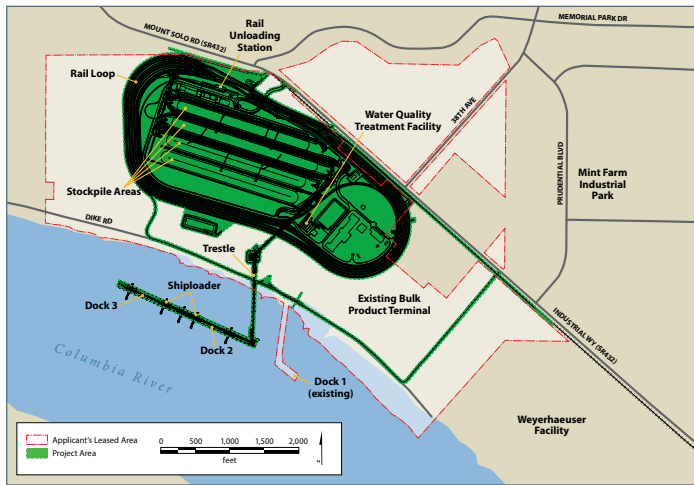 MEMORIAL PARK DR
MOUNT SOLO RD (SR432)
Rail
Unloading
Station
Rail Loop
Water Quality
Treatment Facility
38TH AVE
PRUDENTIAL BLVD
Mint Farm
Industrial
Park
Stockpile Areas
DIKE RD
Trestle
Shiploader
Dock 3
Dock 2
Existing Bulk
Product Terminal
INDUSTRIAL WY (SR432)
Columbia River
Dock 1
(existing)
Weyerhaeuser
Facility
Applicant's Leased Area
Project Area
0 500 1,000 1,500 2,000
feet
N